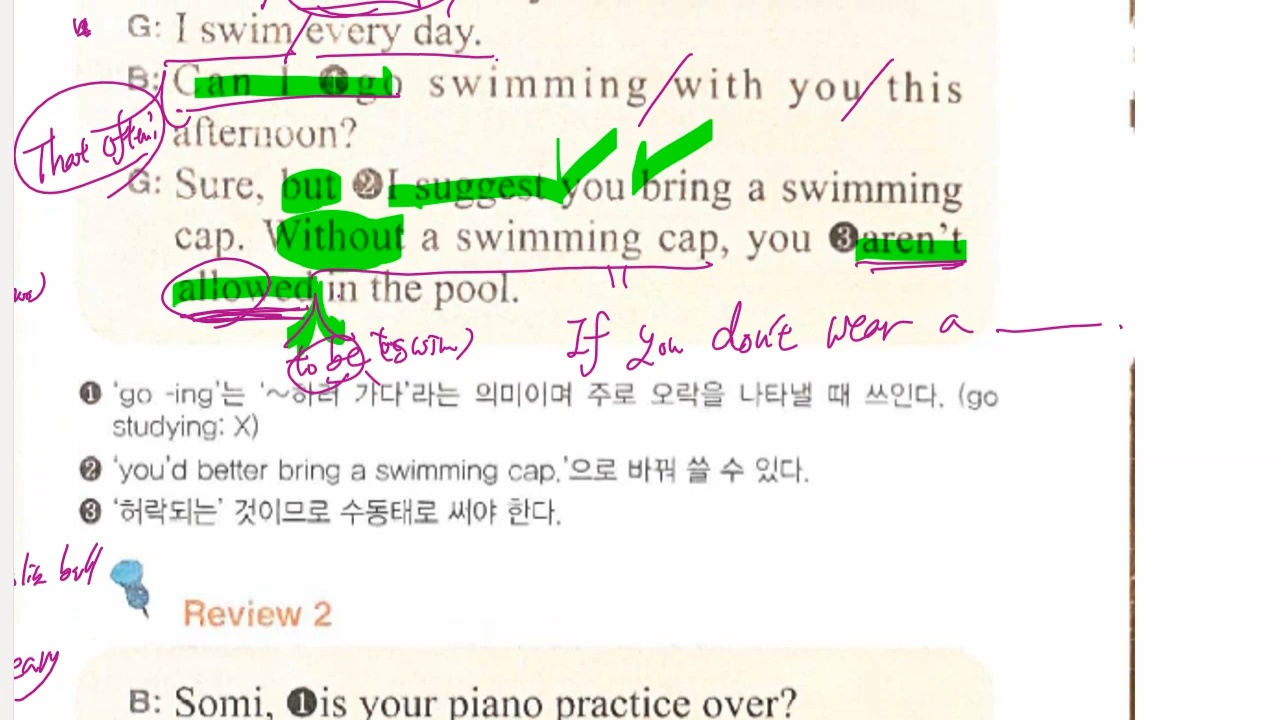 G: I swim every day.
B: Can I ❶go swimming with you this
That often?
afternoon?
G: Sure, but ❷I suggest you bring a swimming
cap. Without a swimming cap, you ❸aren't
allowed in the pool.
to be to swim)
If you don't wear a
❶ 'go -ing'는 '~하러 가다'라는 의미이며 주로 오락을 나타낼 때 쓰인다. (go
studying: X)
❷ 'you'd better bring a swimming cap.'으로 바꿔 쓸 수 있다.
❸ '허락되는' 것이므로 수동태로 써야 한다.
Review 2
B: Somi, ❶is your piano practice over?